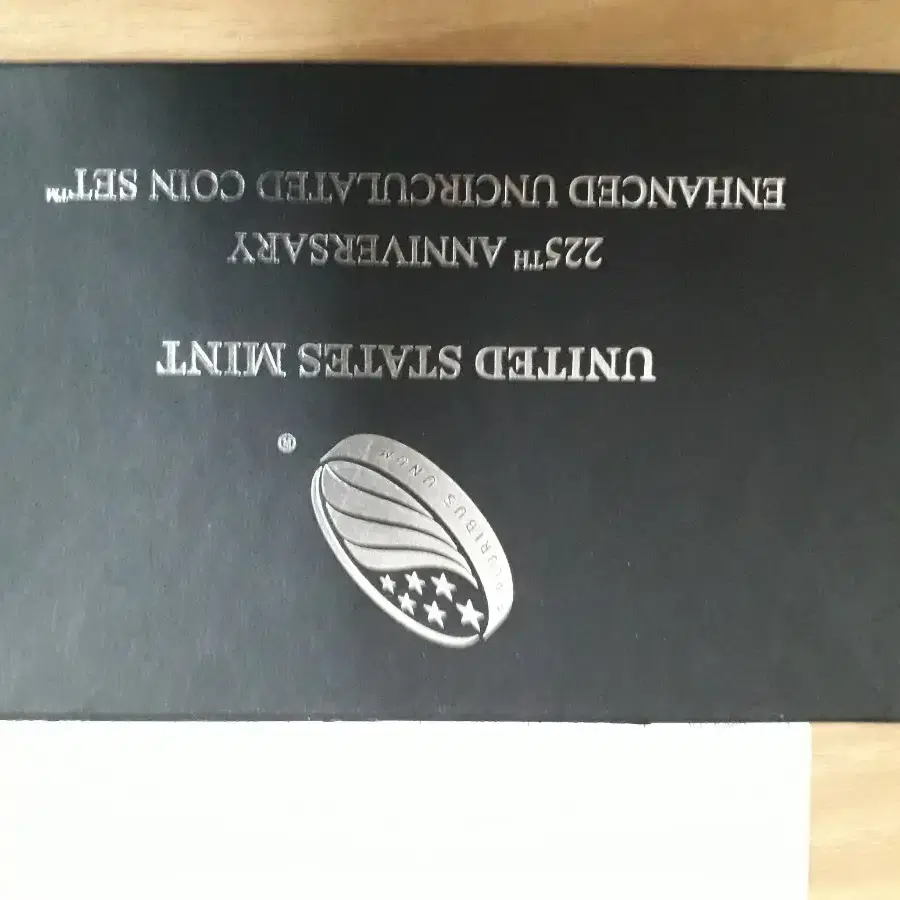 E PLURIBUS UNUM
®
UNITED STATES MINT
225TH ANNIVERSARY
ENHANCED UNCIRCULATED COIN SET™